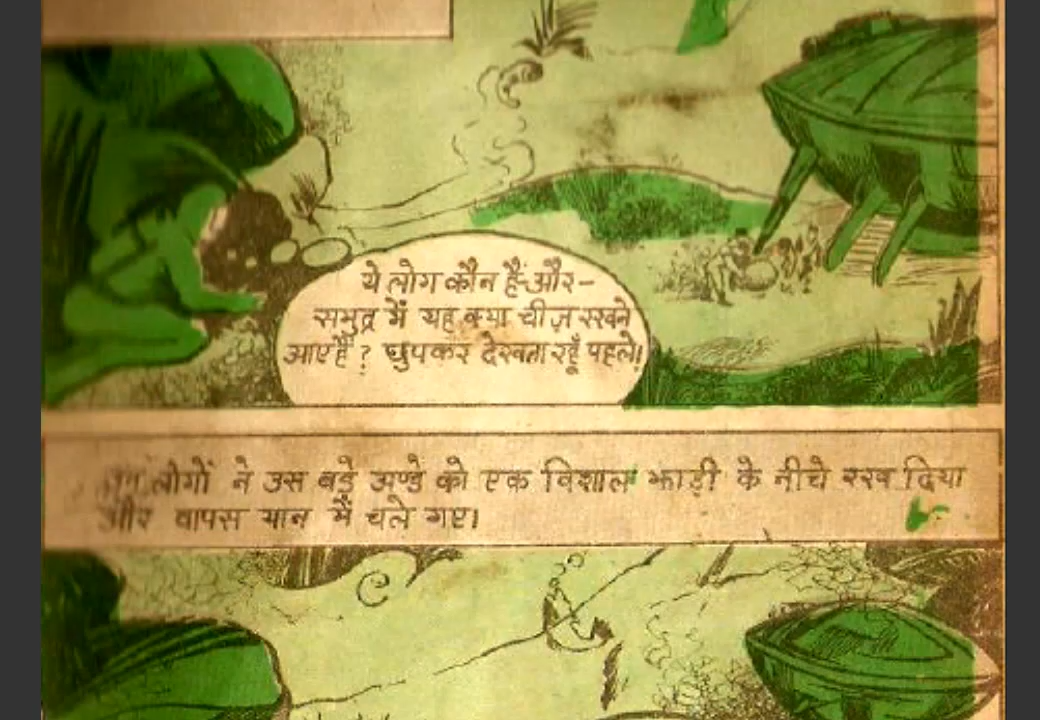 ये लोग कौन हैं-और-
समुद्र में यह क्या चीज़ रखने
आए हैं ? छुपकर देखता रहूँ पहले!
लोगों ने उस बड़े अण्डे को एक विशाल झाड़ी के नीचे रख दिया
और वापस यान में चले गए।